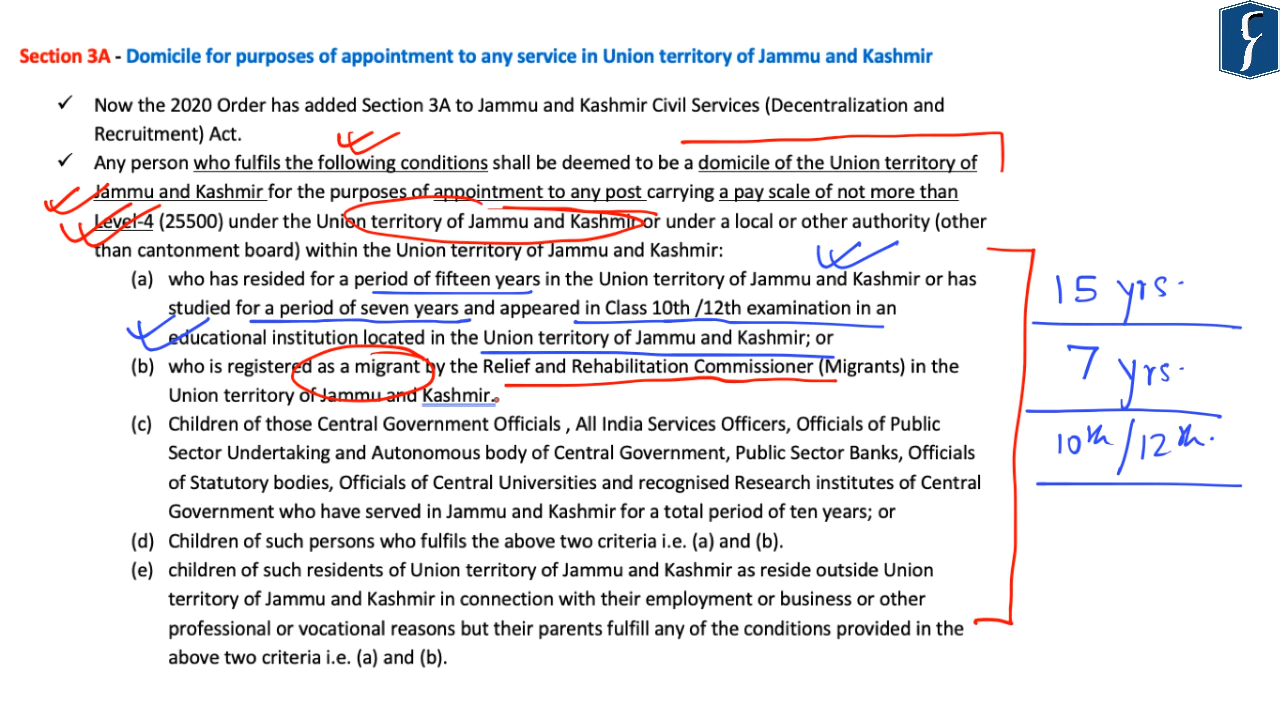 Section 3A - Domicile for purposes of appointment to any service in Union territory of Jammu and Kashmir
✓ Now the 2020 Order has added Section 3A to Jammu and Kashmir Civil Services (Decentralization and
Recruitment) Act.
✓ Any person who fulfils the following conditions shall be deemed to be a domicile of the Union territory of
Jammu and Kashmir for the purposes of appointment to any post carrying a pay scale of not more than
Level-4 (25500) under the Union territory of Jammu and Kashmir or under a local or other authority (other
than cantonment board) within the Union territory of Jammu and Kashmir:
(a) who has resided for a period of fifteen years in the Union territory of Jammu and Kashmir or has
studied for a period of seven years and appeared in Class 10th /12th examination in an
educational institution located in the Union territory of Jammu and Kashmir; or
(b) who is registered as a migrant by the Relief and Rehabilitation Commissioner (Migrants) in the
Union territory of Jammu and Kashmir.
(c) Children of those Central Government Officials , All India Services Officers, Officials of Public
Sector Undertaking and Autonomous body of Central Government, Public Sector Banks, Officials
of Statutory bodies, Officials of Central Universities and recognised Research institutes of Central
Government who have served in Jammu and Kashmir for a total period of ten years; or
(d) Children of such persons who fulfils the above two criteria i.e. (a) and (b).
(e) children of such residents of Union territory of Jammu and Kashmir as reside outside Union
territory of Jammu and Kashmir in connection with their employment or business or other
professional or vocational reasons but their parents fulfill any of the conditions provided in the
above two criteria i.e. (a) and (b).
15 yrs.
7 yrs.
10th/12th.